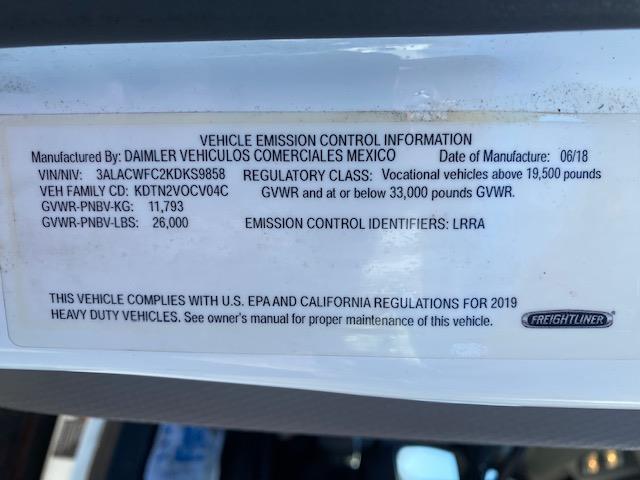 VEHICLE EMISSION CONTROL INFORMATION
Manufactured By: DAIMLER VEHICULOS COMERCIALES MEXICO Date of Manufacture: 06/18
VIN/NIV: 3ALACWFC2KDKS9858 REGULATORY CLASS: Vocational vehicles above 19,500 pounds
VEH FAMILY CD: KDTN2VOCV04C GVWR and at or below 33,000 pounds GVWR.
GVWR-PNBV-KG: 11,793
GVWR-PNBV-LBS: 26,000 EMISSION CONTROL IDENTIFIERS: LRRA
THIS VEHICLE COMPLIES WITH U.S. EPA AND CALIFORNIA REGULATIONS FOR 2019
HEAVY DUTY VEHICLES. See owner's manual for proper maintenance of this vehicle.
FREIGHTLINER